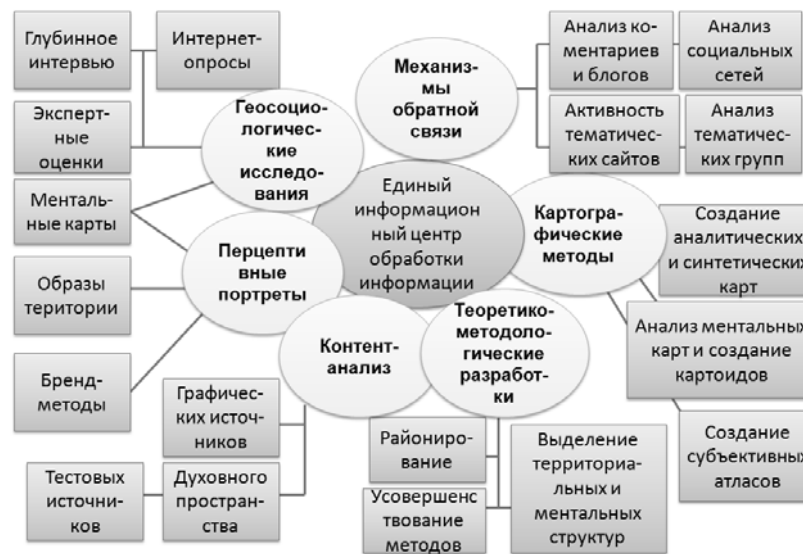 Глубинное
интервью
Интернет-
опросы
Эксперт-
ные
оценки
Менталь-
ные карты
Образы
територии
Бренд-
методы
Геосоцио-
логичес-
кие
исследо-
вания
Перцепти
вные
портреты
Механиз-
мы
обратной
связи
Анализ ко-
ментариев
и блогов
Анализ
социальных
сетей
Активность
тематичес-
ких сайтов
Анализ
тематичес-
ких групп
Единый
информацион
ный центр
обработки
информации
Картогра-
фические
методы
Создание
аналитических
и синтетических
карт
Анализ ментальных
карт и создание
картоидов
Создание
субъективных
атласов
Контент-
анализ
Графичес-
ких источ-
ников
Тестовых
источни-
ков
Духовного
простран-
ства
Теоретико-
методоло-
гические
разработ-
ки
Райониро-
вание
Усовершенс
твование
методов
Выделение
территориа-
льных и
ментальных
структур